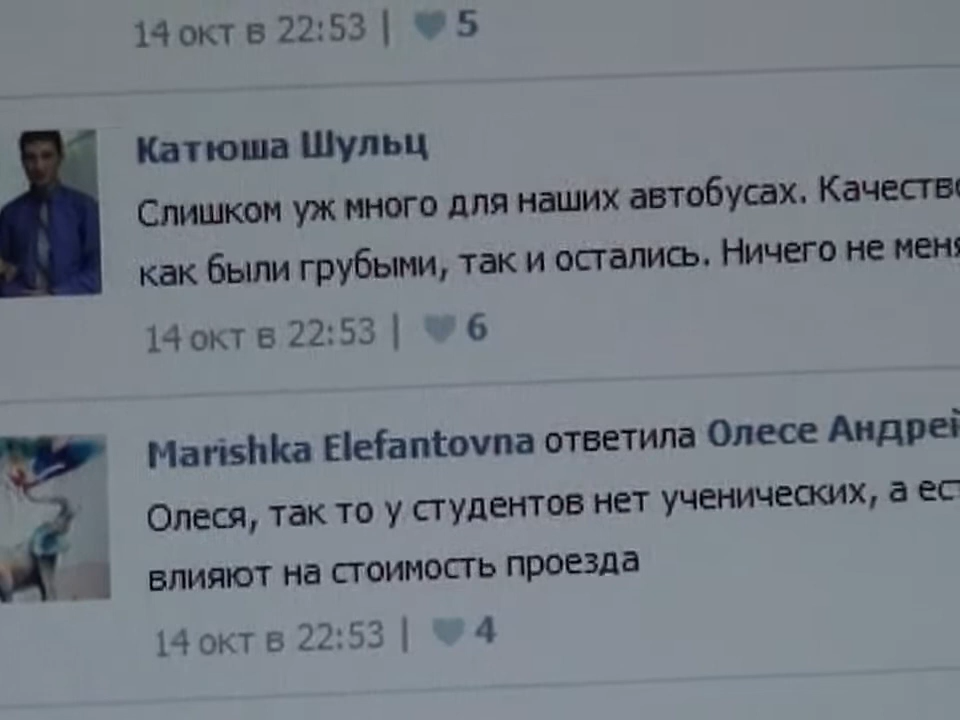 14 окт в 22:53 | 5
Катюша Шульц
Слишком уж много для наших автобусах. Качество
как были грубыми, так и остались. Ничего не меня
14 окт в 22:53 | 6
Marishka Elefantovna ответила Олесе Андрей
Олеся, так то у студентов нет ученических, а ест
влияют на стоимость проезда
14 окт в 22:53 | 4